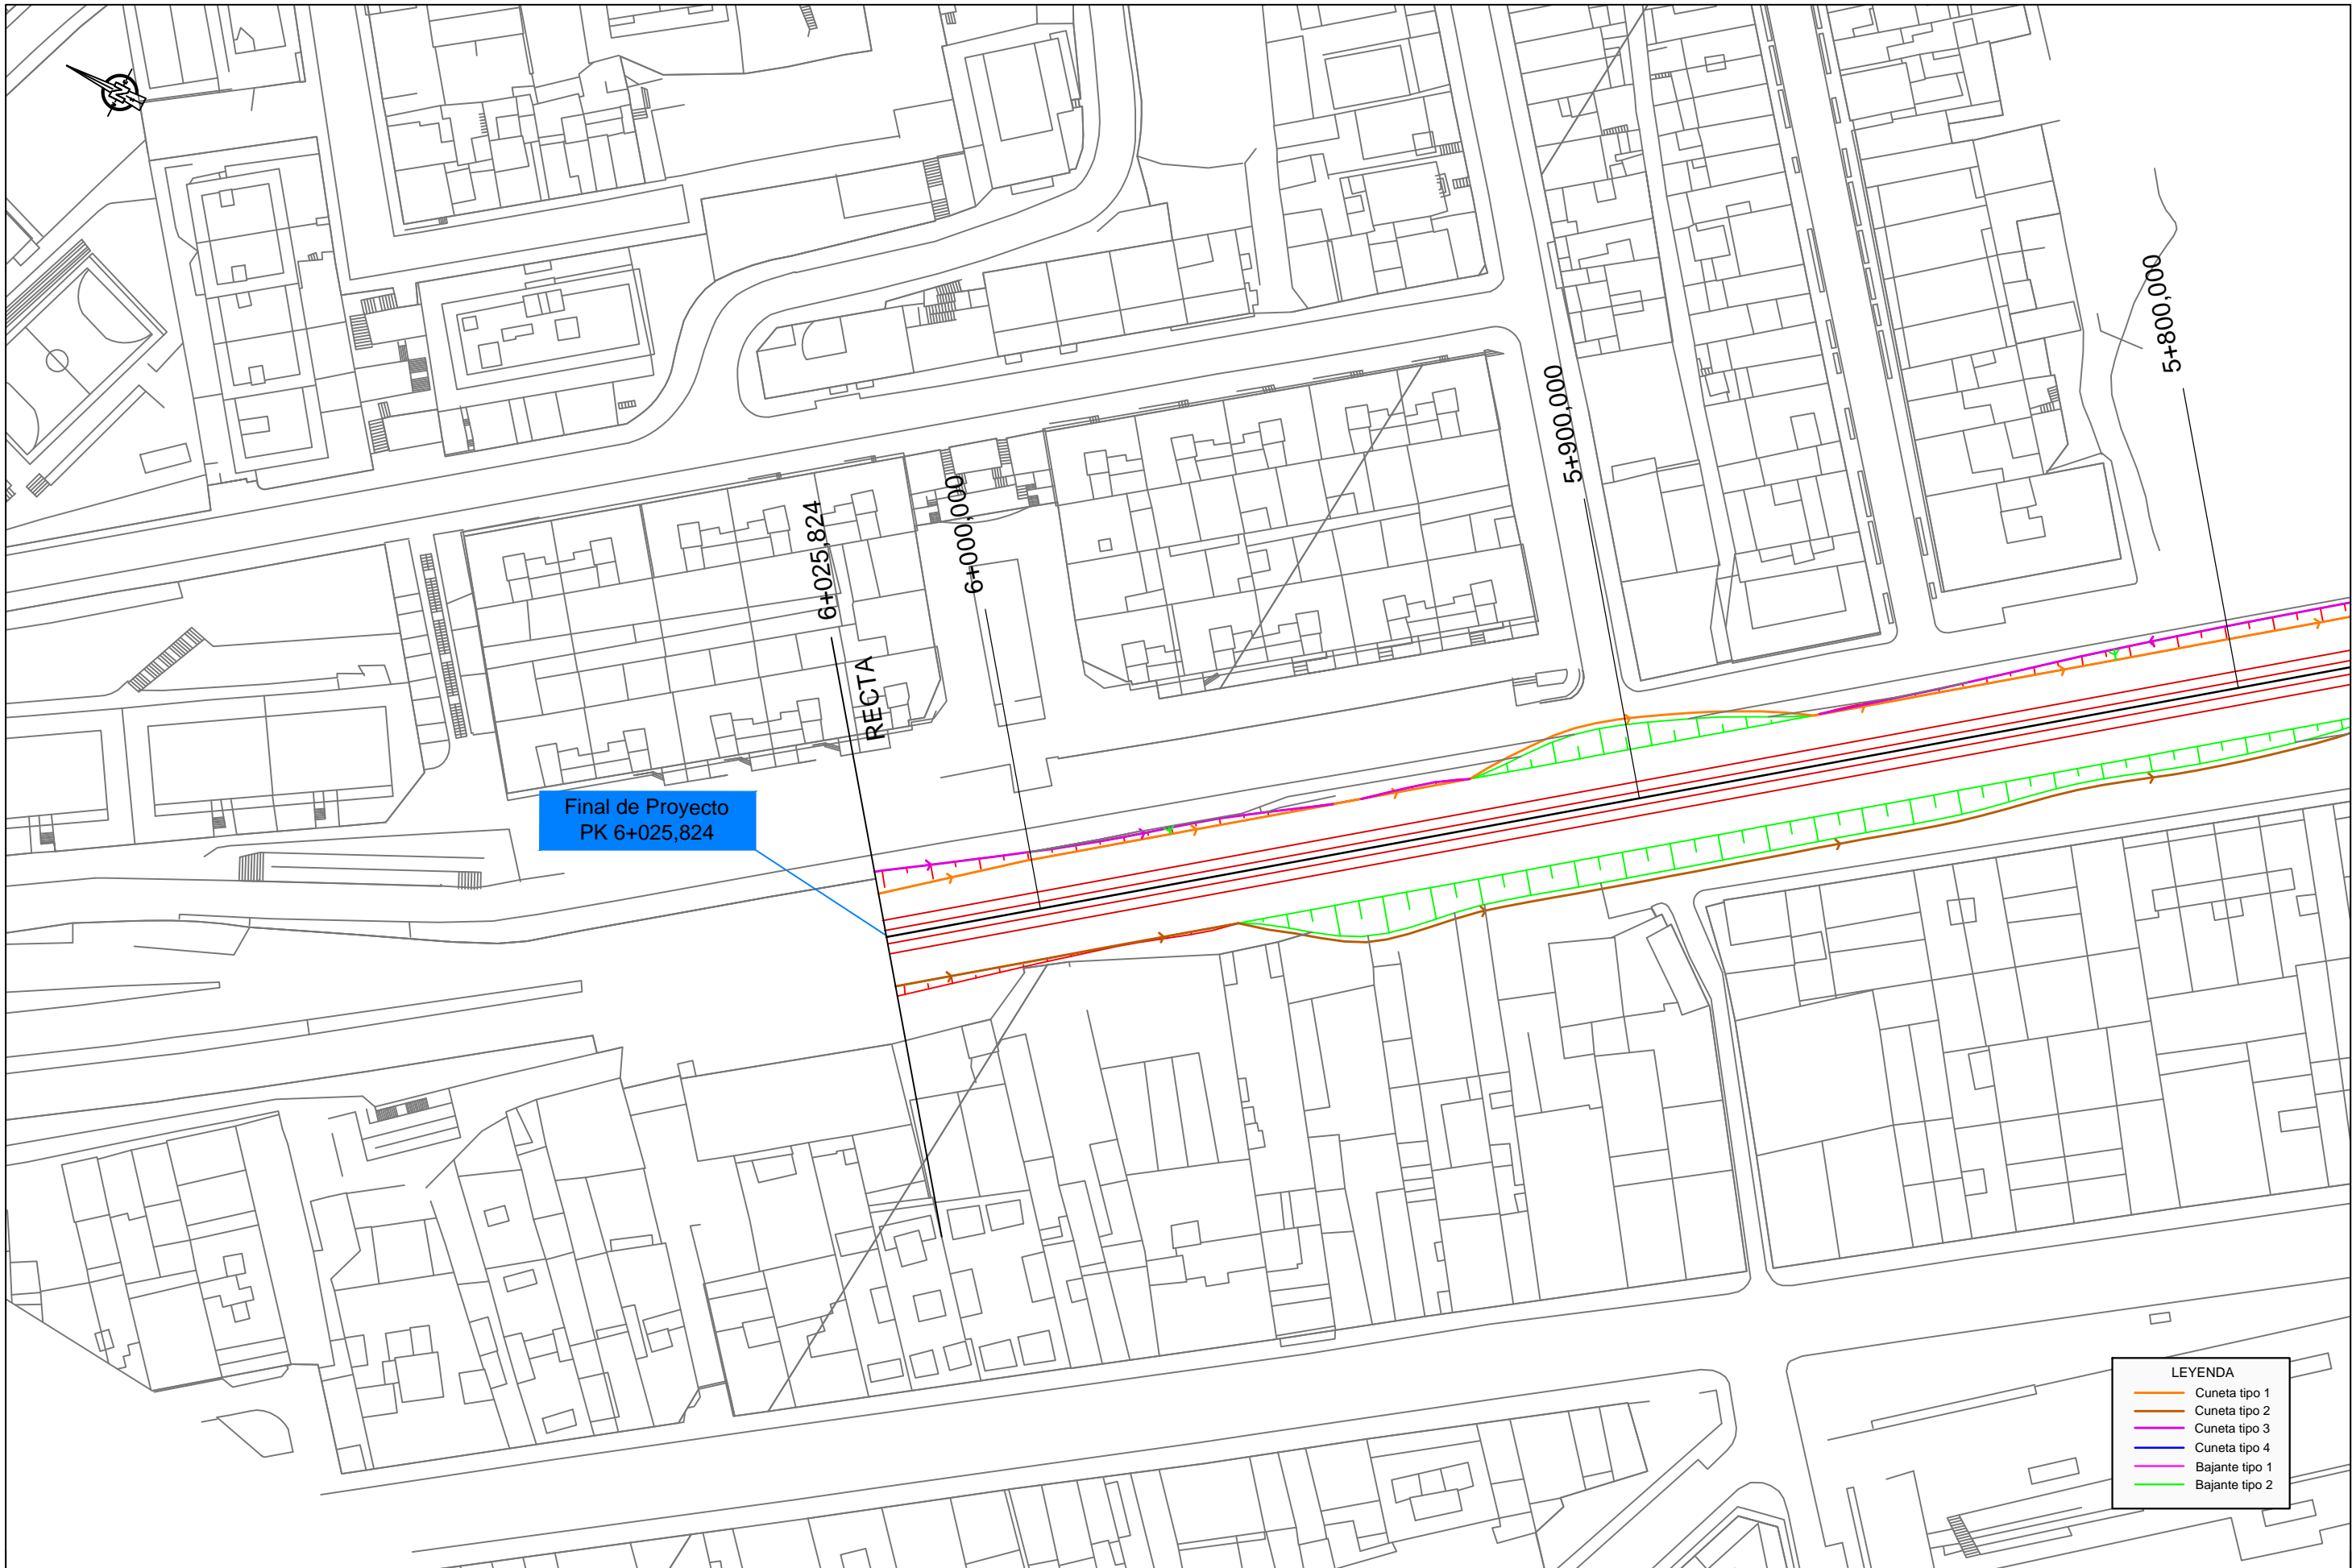 5+800,000
5+900,000
6+000,000
6+025,824
RECTA
Final de Proyecto
PK 6+025,824
LEYENDA
Cuneta tipo 1
Cuneta tipo 2
Cuneta tipo 3
Cuneta tipo 4
Bajante tipo 1
Bajante tipo 2